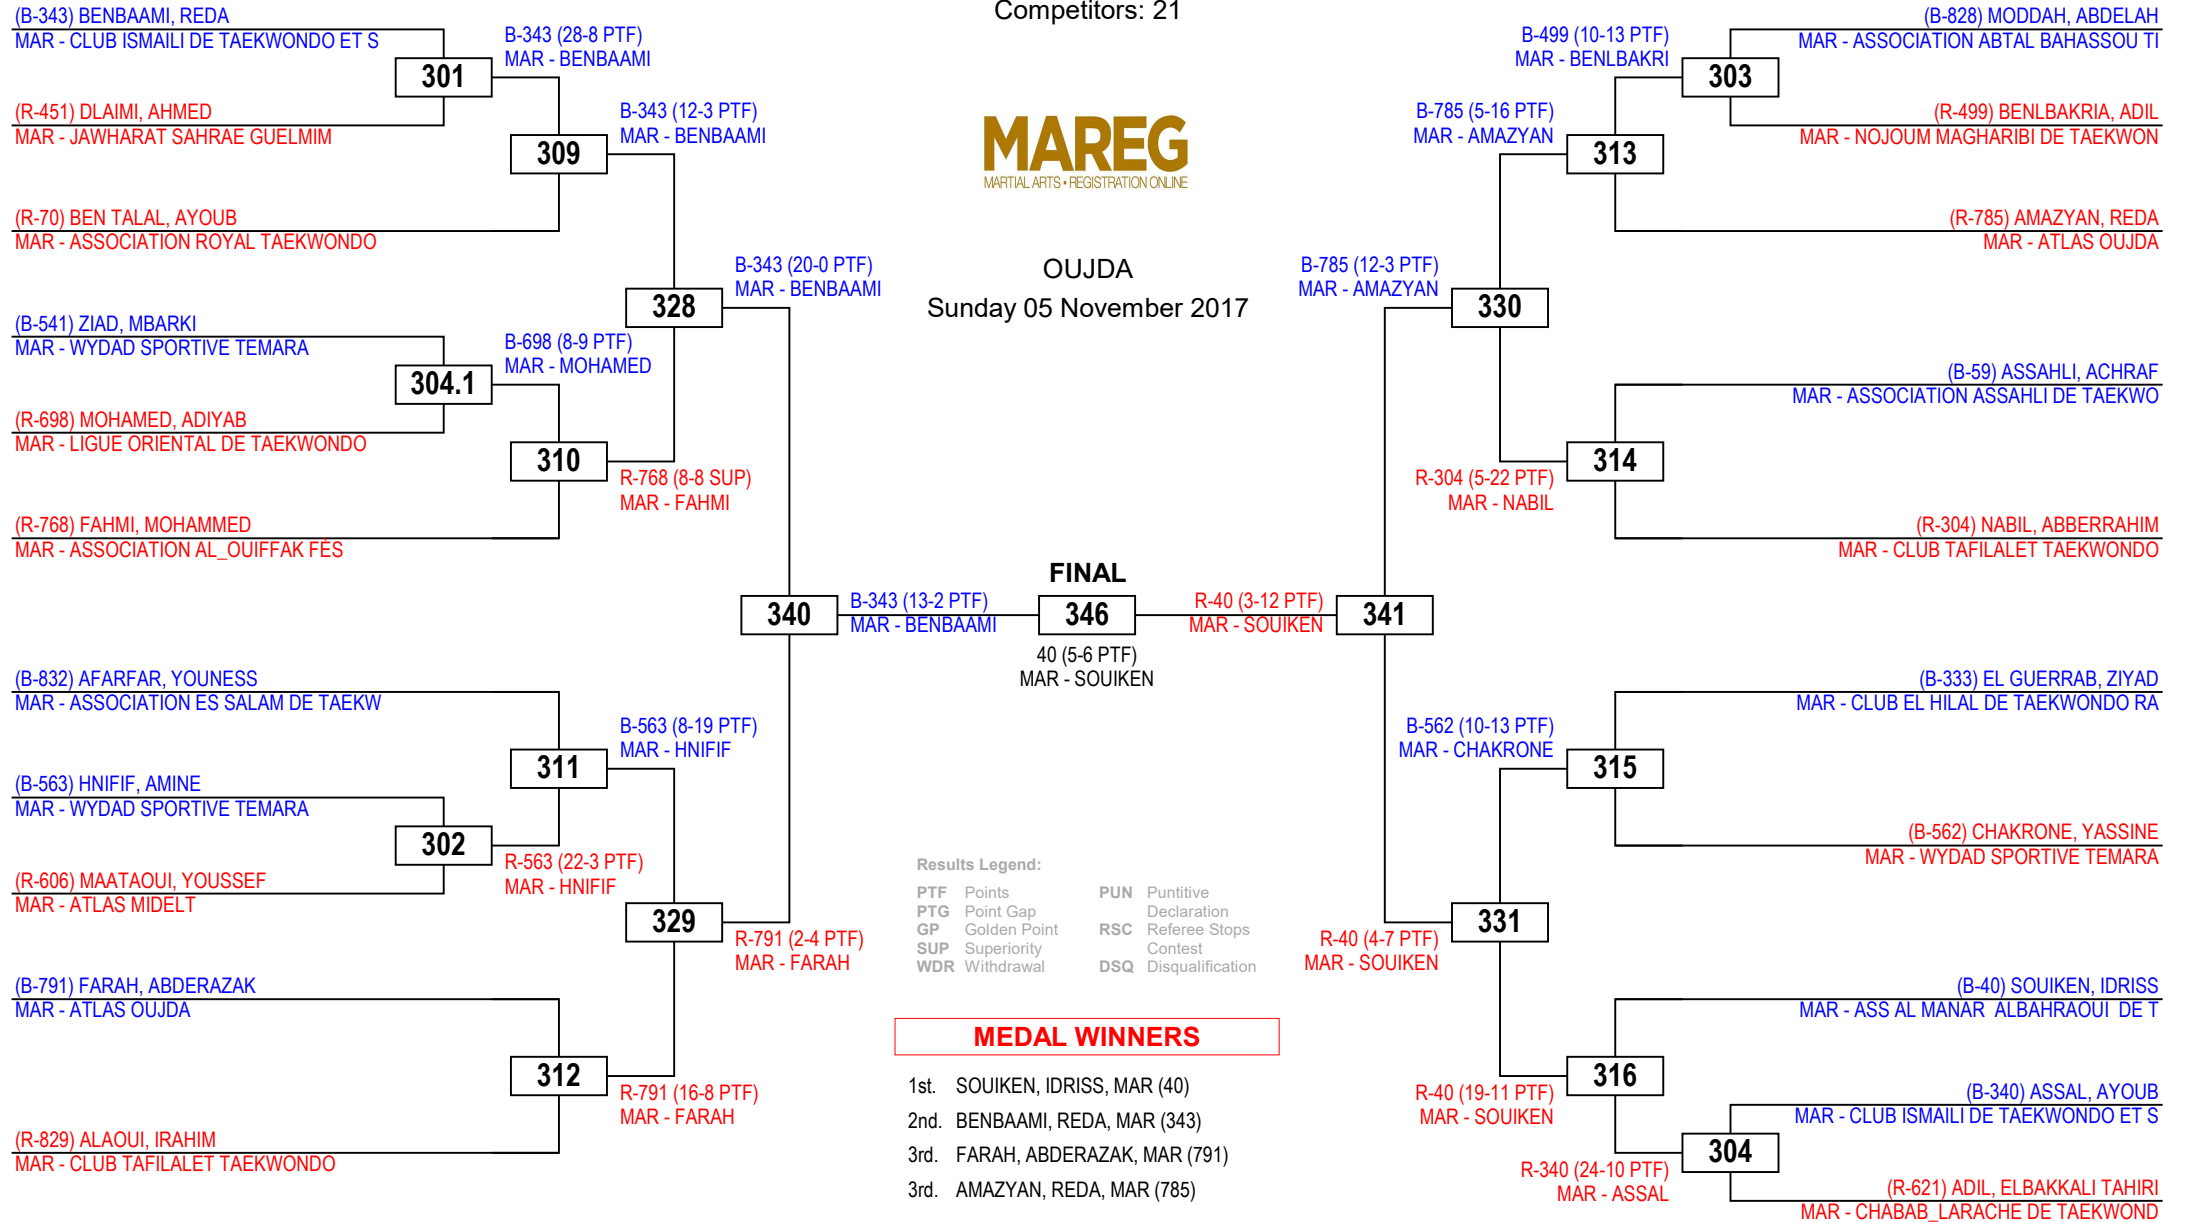 Competitors: 21
MAREG
MARTIAL ARTS • REGISTRATION ONLINE
OUJDA
Sunday 05 November 2017
(B-343) BENBAAMI, REDA
MAR - CLUB ISMAILI DE TAEKWONDO ET S
301
(R-451) DLAIMI, AHMED
MAR - JAWHARAT SAHRAE GUELMIM
B-343 (28-8 PTF)
MAR - BENBAAMI
309
(R-70) BEN TALAL, AYOUB
MAR - ASSOCIATION ROYAL TAEKWONDO
B-343 (12-3 PTF)
MAR - BENBAAMI
328
(B-541) ZIAD, MBARKI
MAR - WYDAD SPORTIVE TEMARA
304.1
(R-698) MOHAMED, ADIYAB
MAR - LIGUE ORIENTAL DE TAEKWONDO
B-698 (8-9 PTF)
MAR - MOHAMED
310
(R-768) FAHMI, MOHAMMED
MAR - ASSOCIATION AL_OUIFFAK FÈS
R-768 (8-8 SUP)
MAR - FAHMI
B-343 (20-0 PTF)
MAR - BENBAAMI
340
(B-832) AFARFAR, YOUNESS
MAR - ASSOCIATION ES SALAM DE TAEKW
311
(B-563) HNIFIF, AMINE
MAR - WYDAD SPORTIVE TEMARA
302
(R-606) MAATAOUI, YOUSSEF
MAR - ATLAS MIDELT
R-563 (22-3 PTF)
MAR - HNIFIF
B-563 (8-19 PTF)
MAR - HNIFIF
329
(B-791) FARAH, ABDERAZAK
MAR - ATLAS OUJDA
312
(R-829) ALAOUI, IRAHIM
MAR - CLUB TAFILALET TAEKWONDO
R-791 (16-8 PTF)
MAR - FARAH
R-791 (2-4 PTF)
MAR - FARAH
B-343 (13-2 PTF)
MAR - BENBAAMI
FINAL
346
40 (5-6 PTF)
MAR - SOUIKEN
R-40 (3-12 PTF)
MAR - SOUIKEN
341
(B-828) MODDAH, ABDELAH
MAR - ASSOCIATION ABTAL BAHASSOU TI
303
(R-499) BENLBAKRIA, ADIL
MAR - NOJOUM MAGHARIBI DE TAEKWON
B-499 (10-13 PTF)
MAR - BENLBAKRI
313
(R-785) AMAZYAN, REDA
MAR - ATLAS OUJDA
B-785 (5-16 PTF)
MAR - AMAZYAN
330
(B-59) ASSAHLI, ACHRAF
MAR - ASSOCIATION ASSAHLI DE TAEKWO
314
(R-304) NABIL, ABBERRAHIM
MAR - CLUB TAFILALET TAEKWONDO
R-304 (5-22 PTF)
MAR - NABIL
B-785 (12-3 PTF)
MAR - AMAZYAN
(B-333) EL GUERRAB, ZIYAD
MAR - CLUB EL HILAL DE TAEKWONDO RA
315
(B-562) CHAKRONE, YASSINE
MAR - WYDAD SPORTIVE TEMARA
B-562 (10-13 PTF)
MAR - CHAKRONE
331
(B-40) SOUIKEN, IDRISS
MAR - ASS AL MANAR ALBAHRAOUI DE T
316
(B-340) ASSAL, AYOUB
MAR - CLUB ISMAILI DE TAEKWONDO ET S
304
(R-621) ADIL, ELBAKKALI TAHIRI
MAR - CHABAB_LARACHE DE TAEKWOND
R-340 (24-10 PTF)
MAR - ASSAL
R-40 (19-11 PTF)
MAR - SOUIKEN
R-40 (4-7 PTF)
MAR - SOUIKEN
Results Legend:
PTF Points
PTG Point Gap
GP Golden Point
SUP Superiority
WDR Withdrawal
PUN Puntitive
Declaration
RSC Referee Stops
Contest
DSQ Disqualification
MEDAL WINNERS
1st. SOUIKEN, IDRISS, MAR (40)
2nd. BENBAAMI, REDA, MAR (343)
3rd. FARAH, ABDERAZAK, MAR (791)
3rd. AMAZYAN, REDA, MAR (785)